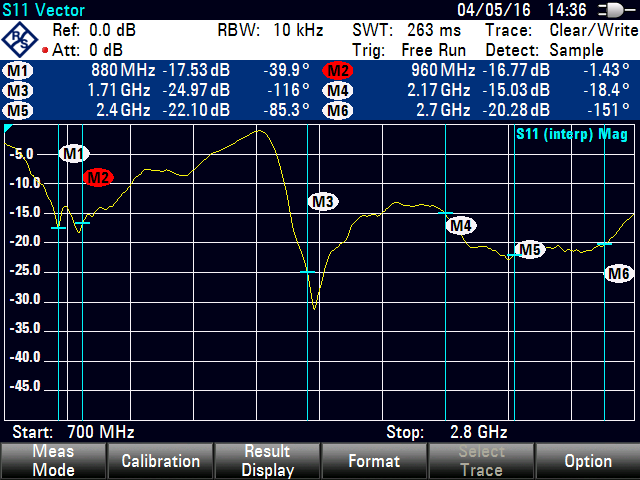 S11 Vector 04/05/16 14:36
R&S Ref: 0.0 dB RBW: 10 kHz SWT: 263 ms Trace: Clear/Write
Att: 0 dB Trig: Free Run Detect: Sample
M1 880 MHz -17.53 dB -39.9 ° M2 960 MHz -16.77 dB -1.43 °
M3 1.71 GHz -24.97 dB -116 ° M4 2.17 GHz -15.03 dB -18.4 °
M5 2.4 GHz -22.10 dB -85.3 ° M6 2.7 GHz -20.28 dB -151 °
S11 (interp) Mag
-5.0 M1
-10.0 M2
-15.0 M3
-20.0 M4
-25.0 M5
-30.0 M6
-35.0
-40.0
-45.0
Start: 700 MHz Stop: 2.8 GHz
Meas Mode
Calibration
Result Display
Format
Select Trace
Option